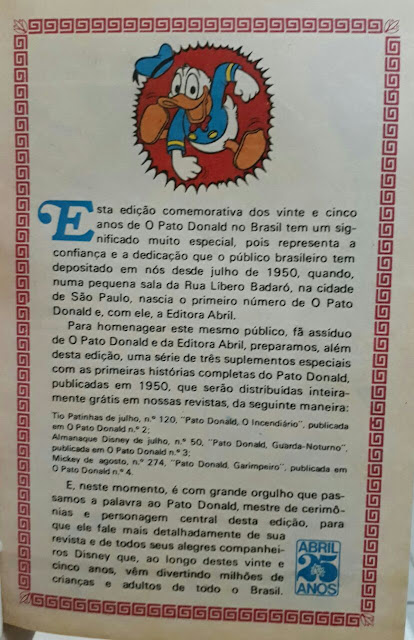 Esta edição comemorativa dos vinte e cinco
anos de O Pato Donald no Brasil tem um sig-
nificado muito especial, pois representa a
confiança e a dedicação que o público brasileiro tem
depositado em nós desde julho de 1950, quando,
numa pequena sala da Rua Líbero Badaró, na cidade
de São Paulo, nascia o primeiro número de O Pato
Donald e, com ele, a Editora Abril.
Para homenagear este mesmo público, fã assíduo
de O Pato Donald e da Editora Abril, preparamos, além
desta edição, uma série de três suplementos especiais
com as primeiras histórias completas do Pato Donald,
publicadas em 1950, que serão distribuídas inteira-
mente grátis em nossas revistas, da seguinte maneira:
Tio Patinhas de julho, n.º 120, "Pato Donald, O Incendiário", publicada
em O Pato Donald n.º 2;
Almanaque Disney de julho, n.º 50, "Pato Donald, Guarda-Noturno",
publicada em O Pato Donald n.º 3;
Mickey de agosto, n.º 274, "Pato Donald, Garimpeiro", publicada em
O Pato Donald n.º 4.
E, neste momento, é com grande orgulho que pas-
samos a palavra ao Pato Donald, mestre de cerimô-
nias e personagem central desta edição, para
que ele fale mais detalhadamente de sua
revista e de todos seus alegres companhei-
ros Disney que, ao longo destes vinte e
cinco anos, vêm divertindo milhões de
crianças e adultos de todo o Brasil.
ABRIL
25
ANOS